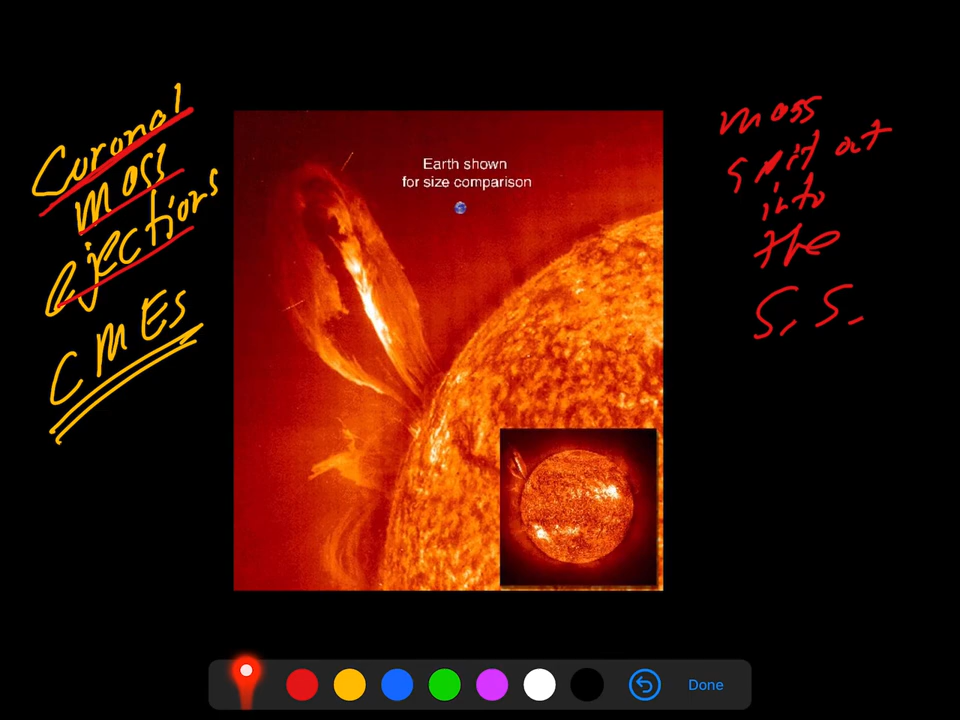 Coronal
mass
ejections
CMEs
Earth shown
for size comparison
mass
spit out
into
the
S. S.
Done